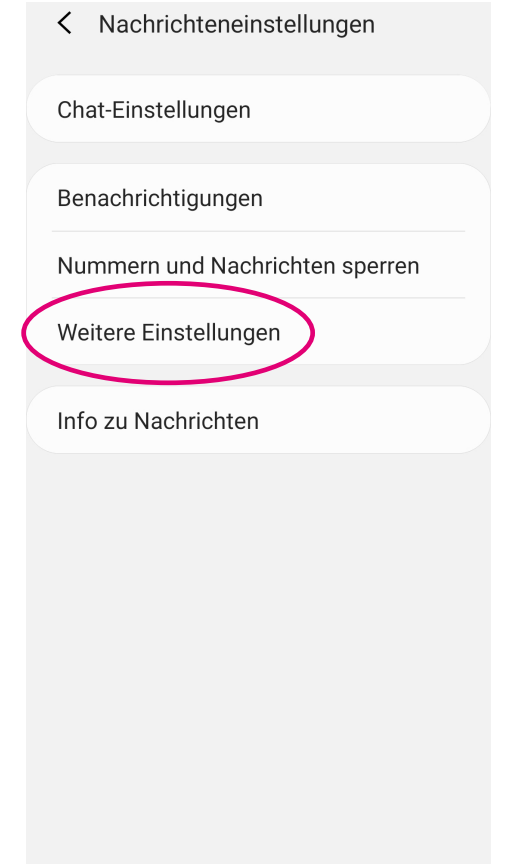 Nachrichteneinstellungen
Chat-Einstellungen
Benachrichtigungen
Nummern und Nachrichten sperren
Weitere Einstellungen
Info zu Nachrichten